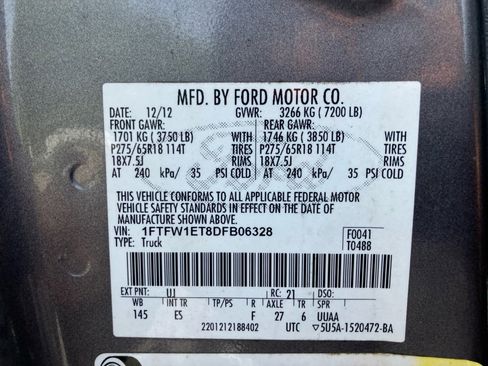 MFD. BY FORD MOTOR CO.
DATE: 12/12 GVWR: 3266 KG ( 7200 LB)
FRONT GAWR: REAR GAWR:
1701 KG ( 3750 LB) WITH 1746 KG ( 3850 LB) WITH
P275/65R18 114T TIRES P275/65R18 114T TIRES
18X7.5J RIMS 18X7.5J RIMS
AT 240 kPa/ 35 PSI COLD AT 240 kPa/ 35 PSI COLD
THIS VEHICLE CONFORMS TO ALL APPLICABLE FEDERAL MOTOR
VEHICLE SAFETY STANDARDS IN EFFECT ON THE DATE OF
MANUFACTURE SHOWN ABOVE.
VIN: 1FTFW1ET8DFB06328 F0041
TYPE: Truck T0488
EXT PNT: UJ RC: 21 DSO:
WB INT TR TP/PS R AXLE TR SPR
145 ES F 27 6 UUAA
2201212188402 UTC ▽5U5A-1520472-BA